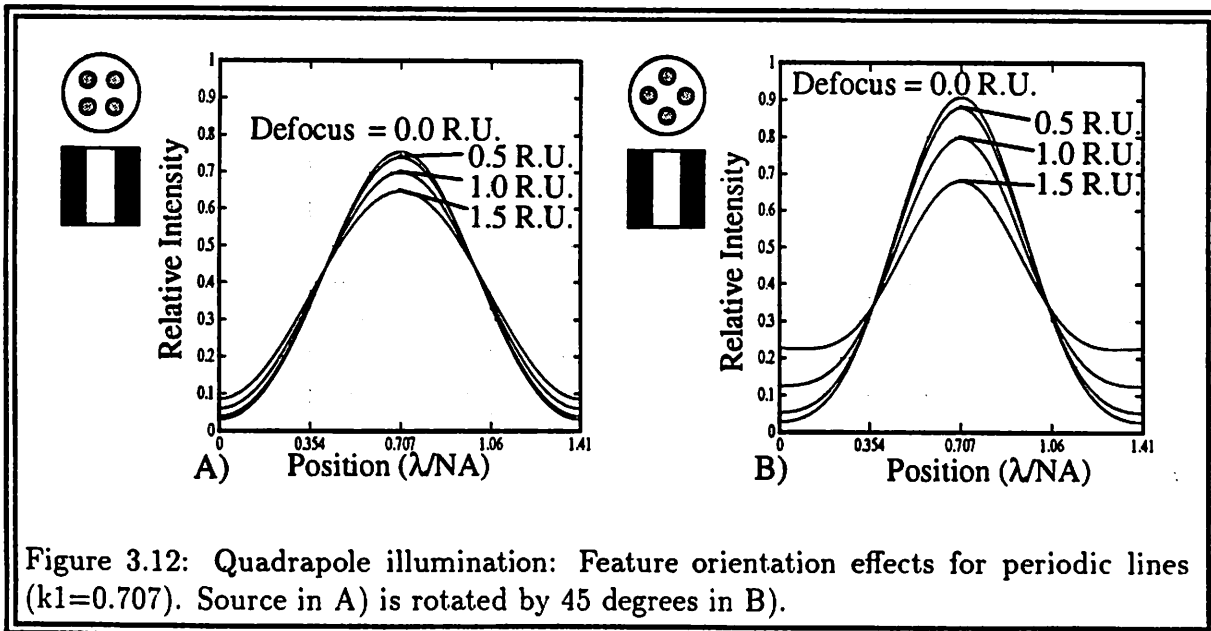 1
0.9
0.8
0.7
0.6
0.5
0.4
0.3
0.2
0.1
0
Relative Intensity
Defocus = 0.0 R.U.
0.5 R.U.
1.0 R.U.
1.5 R.U.
0
0.354
0.707
1.06
1.41
A)
Position (λ/NA)
1
0.9
0.8
0.7
0.6
0.5
0.4
0.3
0.2
0.1
0
Relative Intensity
Defocus = 0.0 R.U.
0.5 R.U.
1.0 R.U.
1.5 R.U.
0
0.354
0.707
1.06
1.41
B)
Position (λ/NA)
Figure 3.12: Quadrapole illumination: Feature orientation effects for periodic lines
(k1=0.707). Source in A) is rotated by 45 degrees in B).